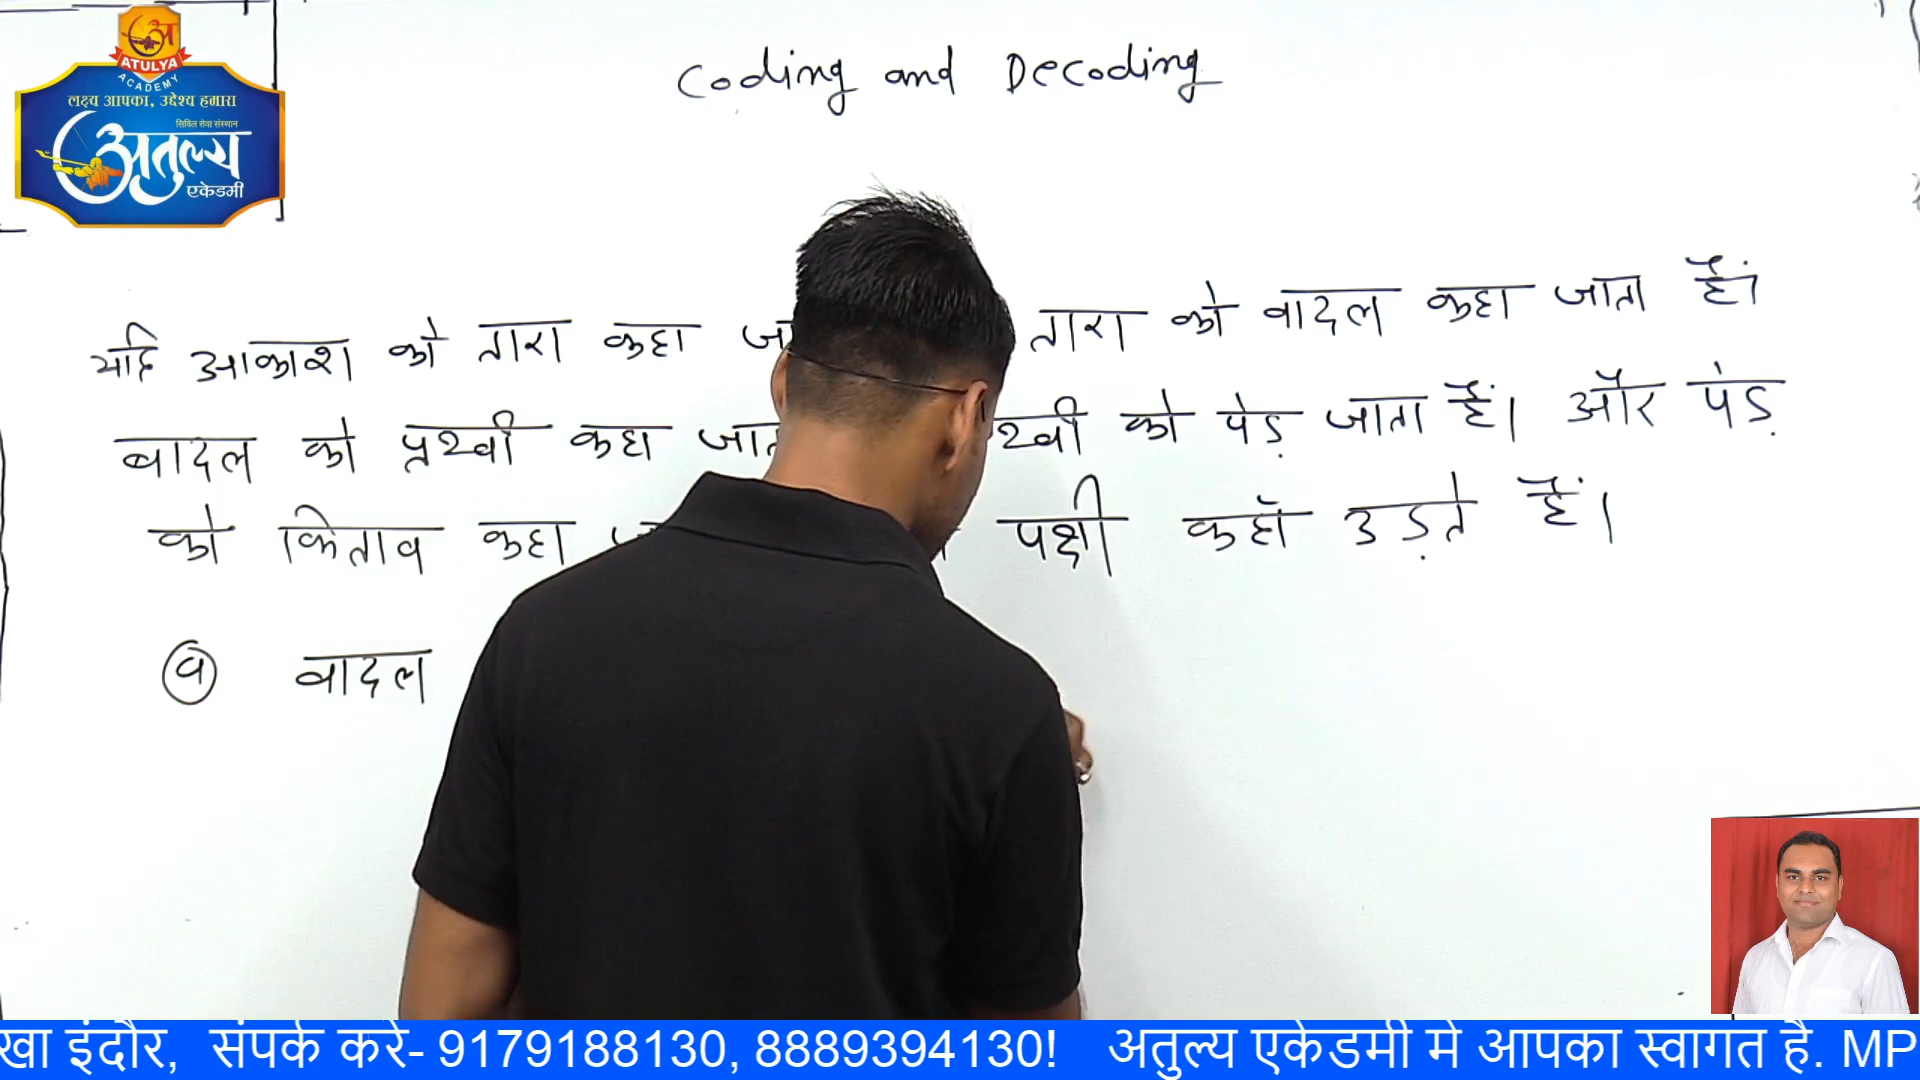 Coding and Decoding
ATULYA
ACADEMY
लक्ष्य आपका, उद्देश्य हमारा
सिविल सेवा संस्थान
अतुल्य
एकेडमी
यदि आकाश को तारा कहा तारा को वादल कहा जाता हैं।
बादल को पृथ्वी कहा को पेड़ जाता हैं। और पेड़
को किताव कहा पक्षी कहाँ उड़ते हैं।
वादल
खा इंदौर, संपर्क करे- 9179188130, 8889394130! अतुल्य एकेडमी मे आपका स्वागत है. MP